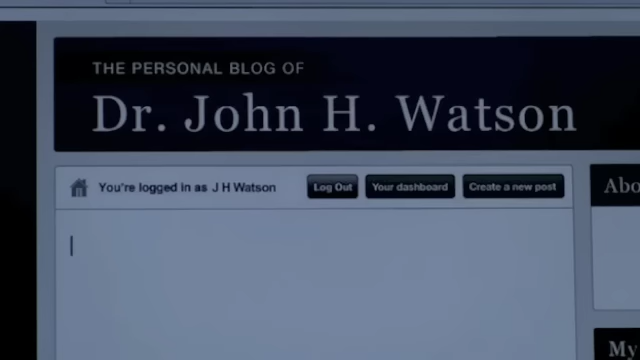 THE PERSONAL BLOG OF
Dr. John H. Watson
You're logged in as J H Watson
Log Out
Your dashboard
Create a new post
Abo
My